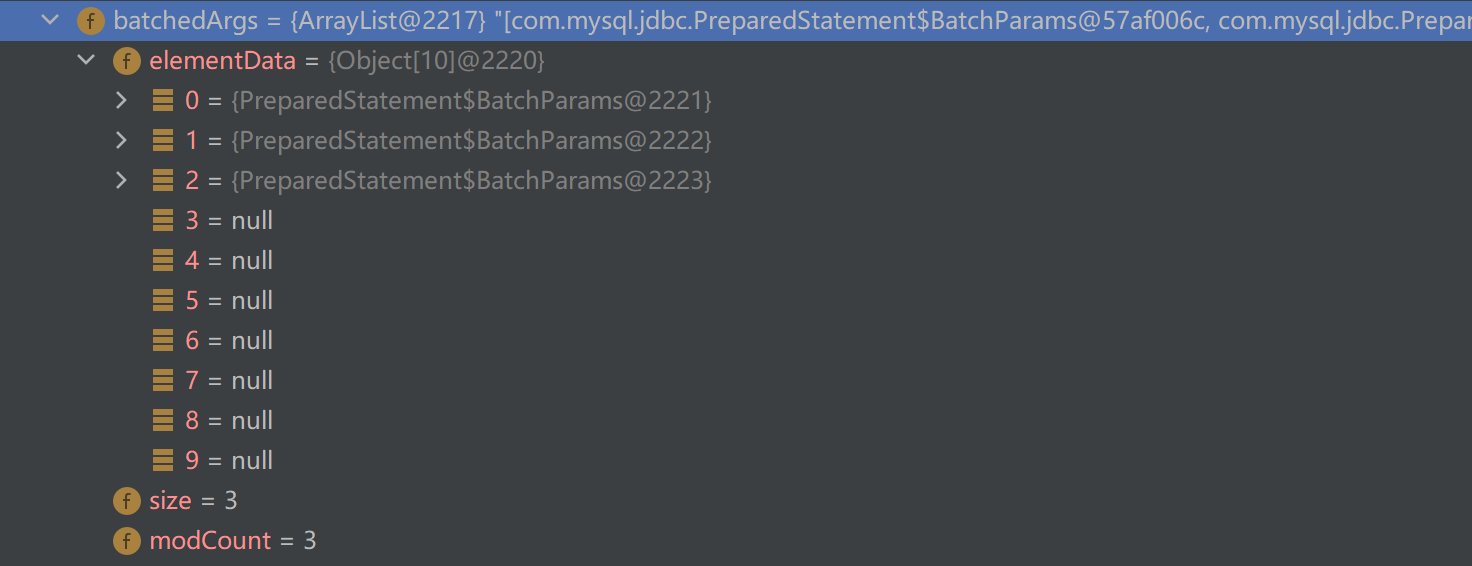 f batchedArgs = {ArrayList@2217} "[com.mysql.jdbc.PreparedStatement$BatchParams@57af006c, com.mysql.jdbc.Prepar
f elementData = {Object[10]@2220}
0 = {PreparedStatement$BatchParams@2221}
1 = {PreparedStatement$BatchParams@2222}
2 = {PreparedStatement$BatchParams@2223}
3 = null
4 = null
5 = null
6 = null
7 = null
8 = null
9 = null
f size = 3
f modCount = 3